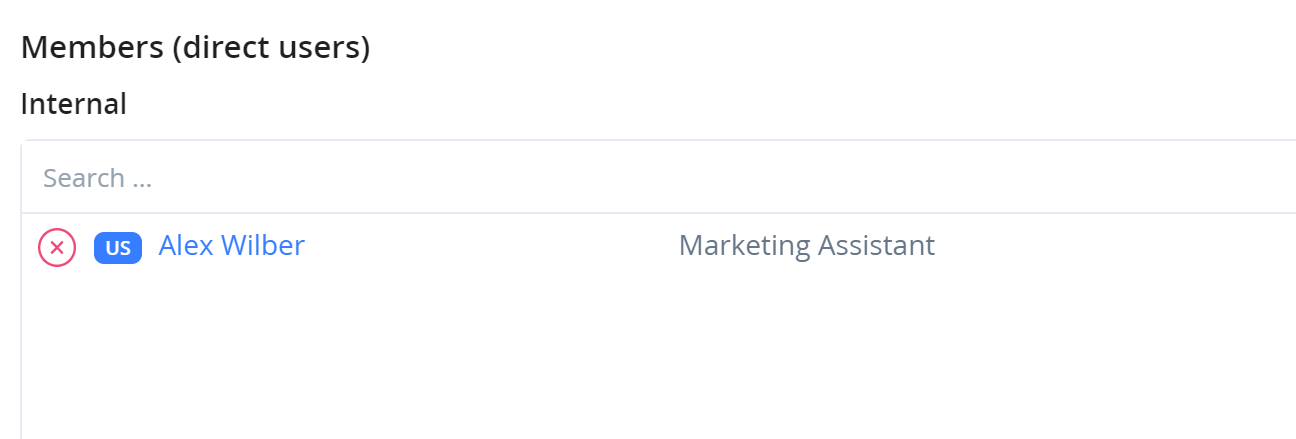 Members (direct users)
Internal
Search ...
US Alex Wilber Marketing Assistant